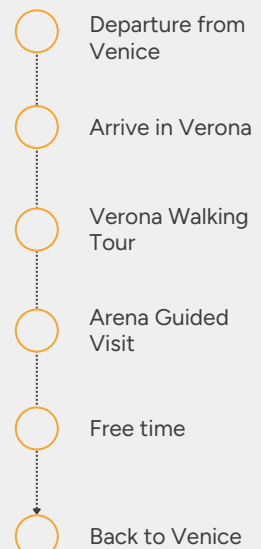 Departure from
Venice
Arrive in Verona
Verona Walking
Tour
Arena Guided
Visit
Free time
Back to Venice